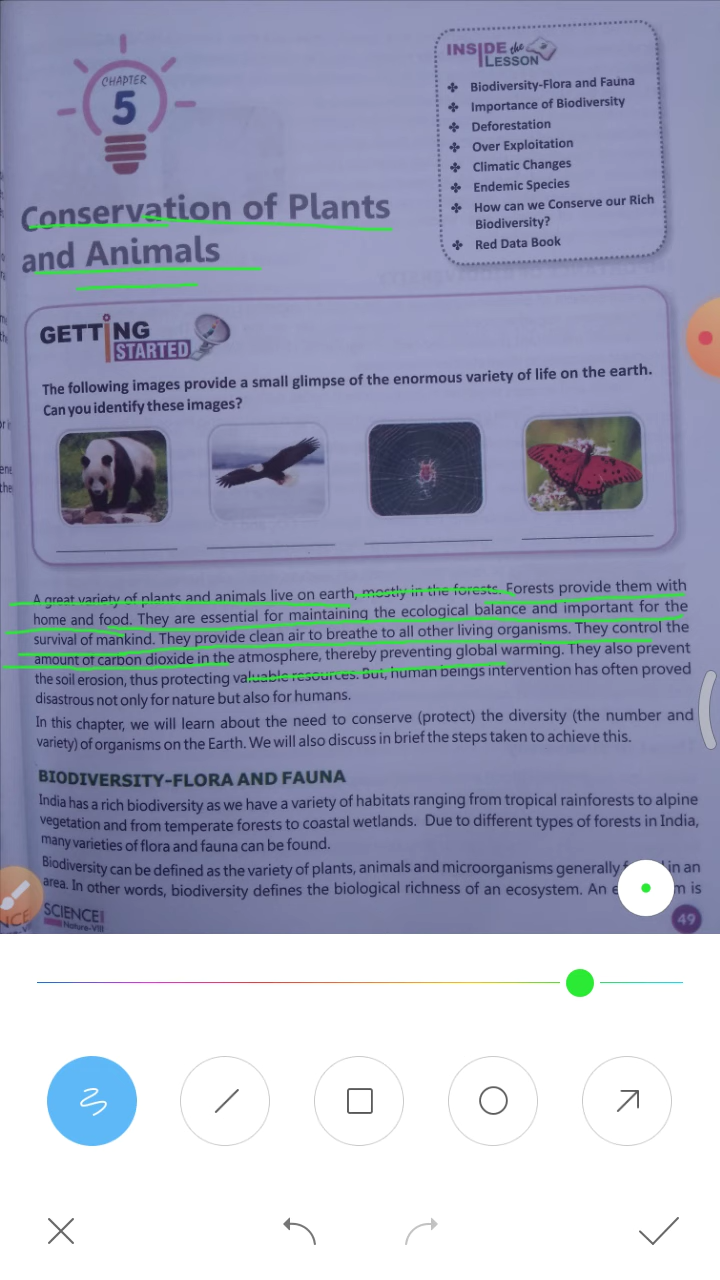 CHAPTER
5
Conservation of Plants
and Animals
INSIDE the
LESSON
Biodiversity-Flora and Fauna
Importance of Biodiversity
Deforestation
Over Exploitation
Climatic Changes
Endemic Species
How can we Conserve our Rich
Biodiversity?
Red Data Book
GETTiNG
STARTED
The following images provide a small glimpse of the enormous variety of life on the earth.
Can you identify these images?
A great variety of plants and animals live on earth, mostly in the forests. Forests provide them with
home and food. They are essential for maintaining the ecological balance and important for the
survival of mankind. They provide clean air to breathe to all other living organisms. They control the
amount of carbon dioxide in the atmosphere, thereby preventing global warming. They also prevent
the soil erosion, thus protecting valuable resources. But, human beings intervention has often proved
disastrous not only for nature but also for humans.
In this chapter, we will learn about the need to conserve (protect) the diversity (the number and
variety) of organisms on the Earth. We will also discuss in brief the steps taken to achieve this.
BIODIVERSITY-FLORA AND FAUNA
India has a rich biodiversity as we have a variety of habitats ranging from tropical rainforests to alpine
vegetation and from temperate forests to coastal wetlands. Due to different types of forests in India,
many varieties of flora and fauna can be found.
Biodiversity can be defined as the variety of plants, animals and microorganisms generally in an
area. In other words, biodiversity defines the biological richness of an ecosystem. An is
SCIENCE
Nature-VIII
49